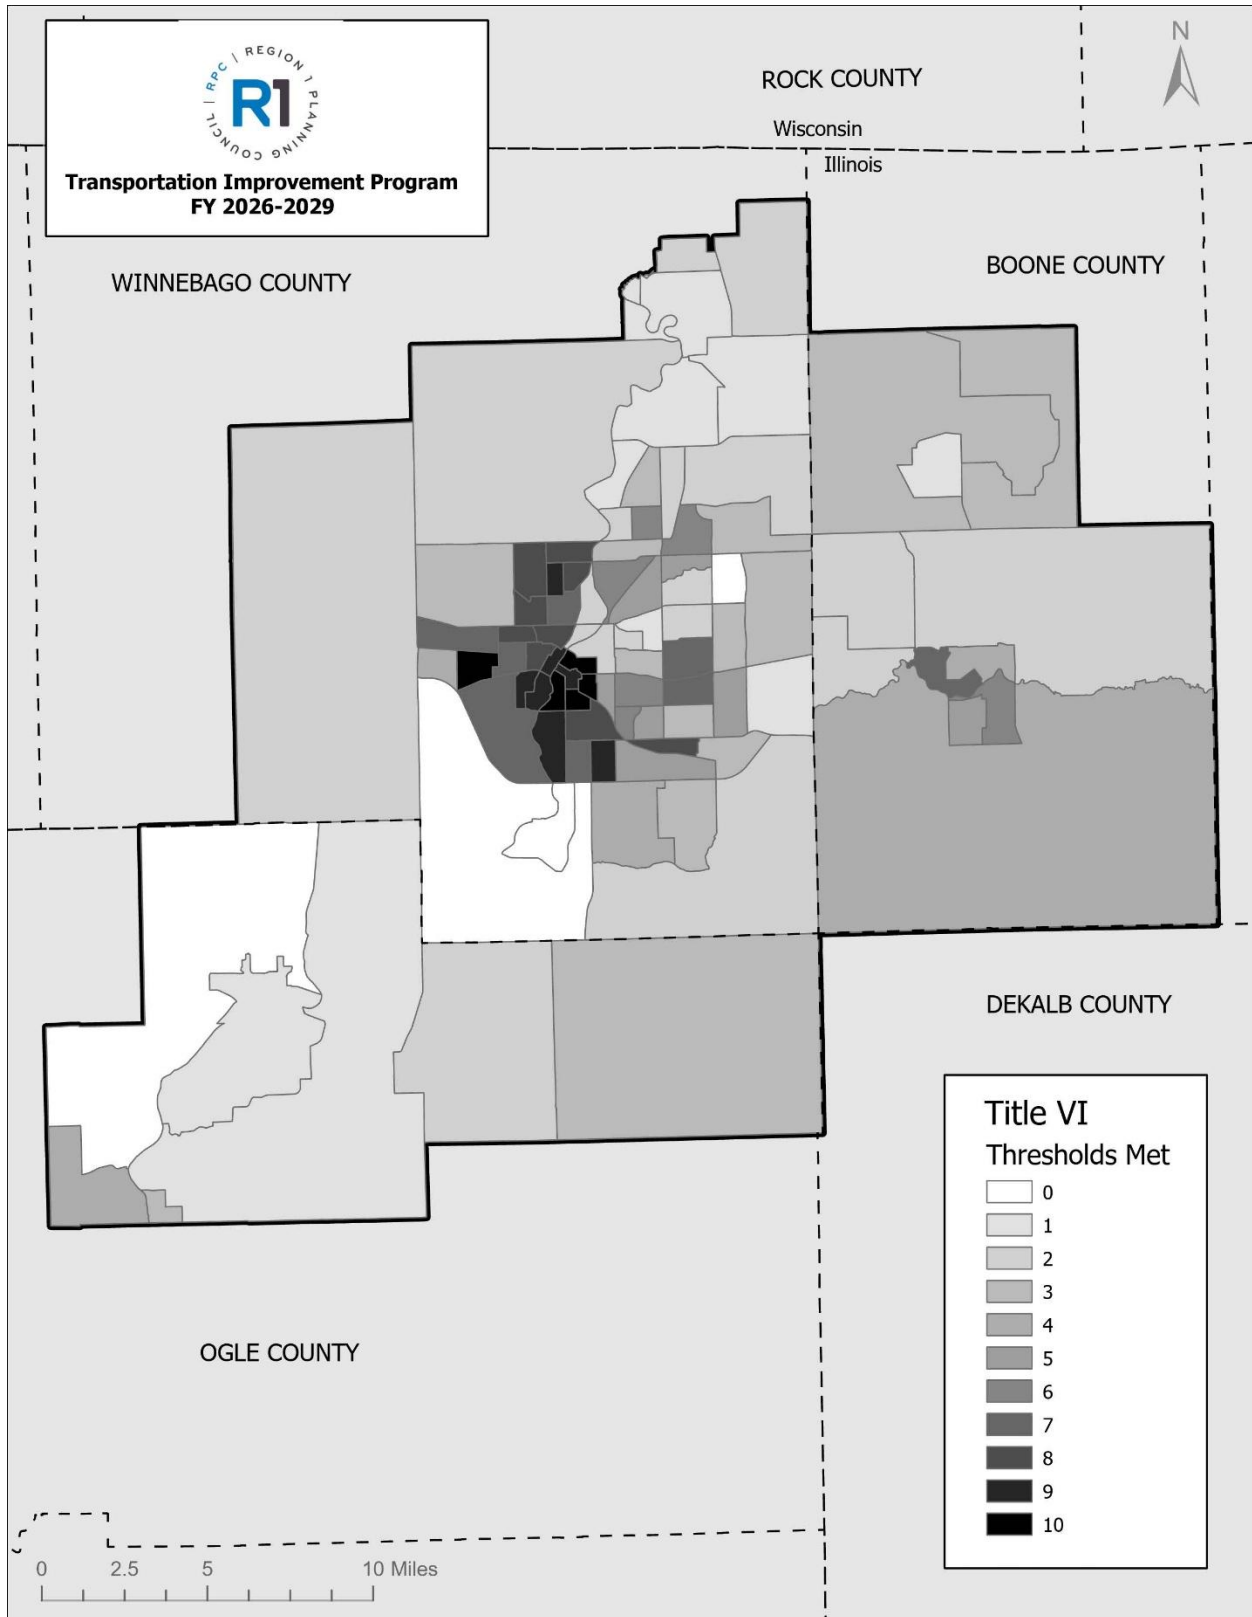 RPC | REGION 1 PLANNING COUNCIL |
R1
Transportation Improvement Program
FY 2026-2029
N
ROCK COUNTY
Wisconsin
Illinois
WINNEBAGO COUNTY
BOONE COUNTY
DEKALB COUNTY
OGLE COUNTY
Title VI
Thresholds Met
0
1
2
3
4
5
6
7
8
9
10
0 2.5 5 10 Miles